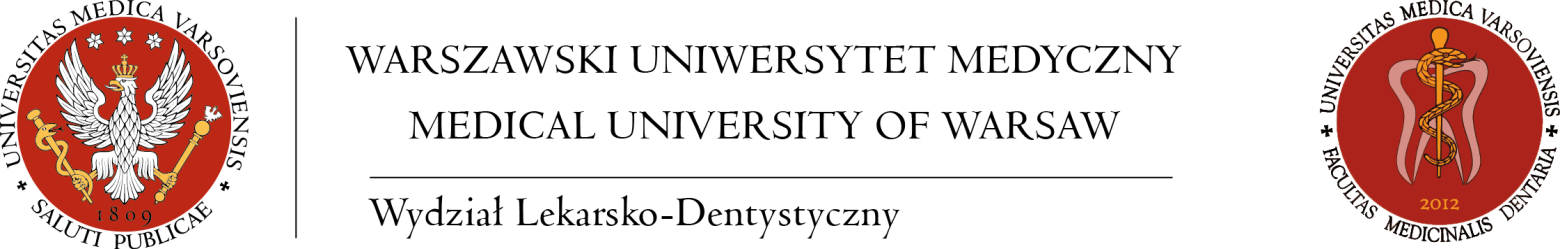 UNIVERSITAS MEDICA VARSOVIENSIS
SALUTI PUBLICAE
1809
WARSZAWSKI UNIWERSYTET MEDYCZNY
MEDICAL UNIVERSITY OF WARSAW
Wydział Lekarsko-Dentystyczny
UNIVERSITAS MEDICA VARSOVIENSIS
FACULTAS MEDICINALIS DENTARIA
2012